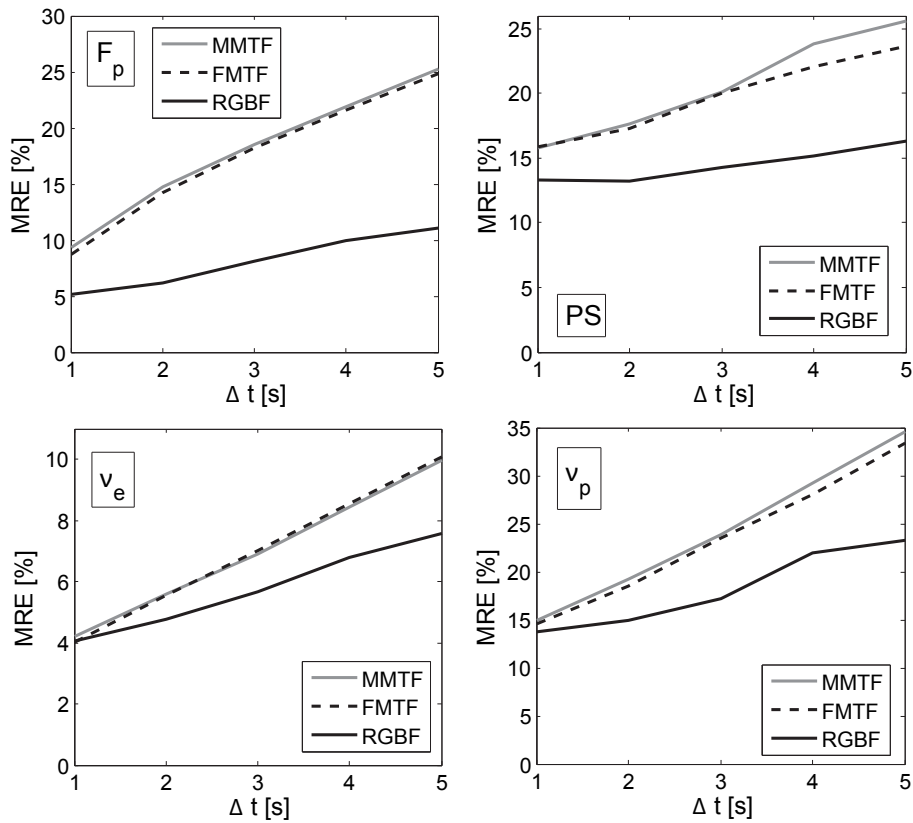 F_p
MMTF
FMTF
RGBF
30
25
20
15
10
5
0
MRE [%]
1 2 3 4 5
Δ t [s]
PS
MMTF
FMTF
RGBF
25
20
15
10
5
0
MRE [%]
1 2 3 4 5
Δ t [s]
ν_e
MMTF
FMTF
RGBF
10
8
6
4
2
0
MRE [%]
1 2 3 4 5
Δ t [s]
ν_p
MMTF
FMTF
RGBF
35
30
25
20
15
10
5
0
MRE [%]
1 2 3 4 5
Δ t [s]